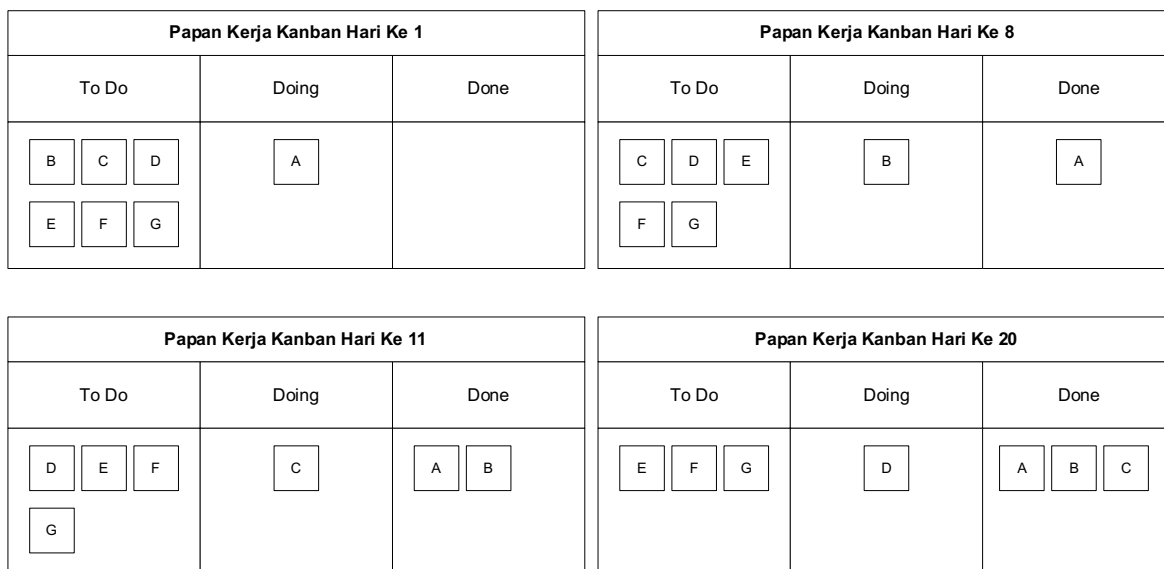 Papan Kerja Kanban Hari Ke 1
To Do Doing Done
B C D A
E F G
Papan Kerja Kanban Hari Ke 8
To Do Doing Done
C D E B A
F G
Papan Kerja Kanban Hari Ke 11
To Do Doing Done
D E F C A B
G
Papan Kerja Kanban Hari Ke 20
To Do Doing Done
E F G D A B C